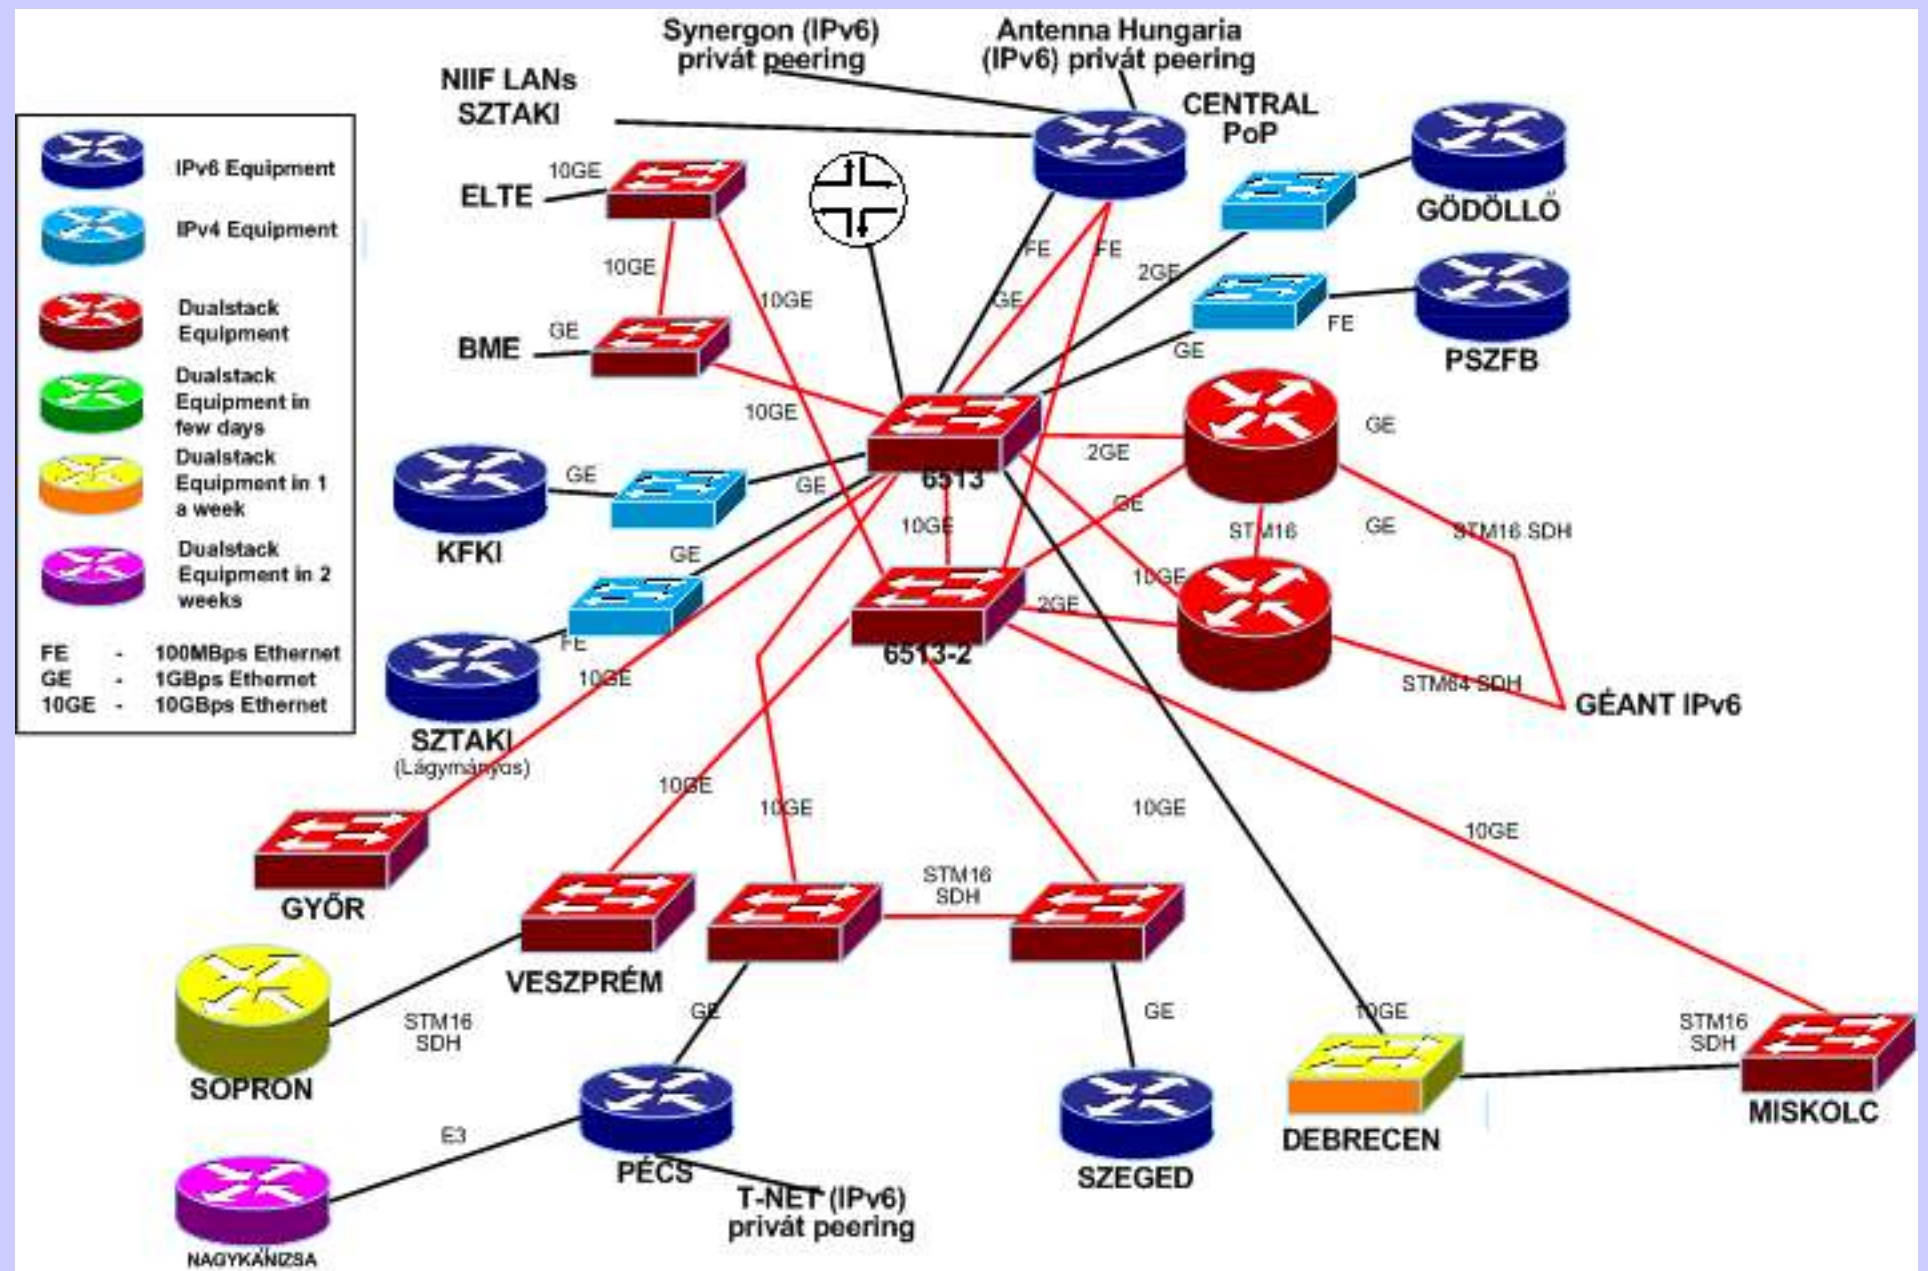 Synergon (IPv6)
privát peering
Antenna Hungaria
(IPv6) privát peering
NIIF LANs
SZTAKI
CENTRAL
PoP
IPv6 Equipment
IPv4 Equipment
Dualstack
Equipment
Dualstack
Equipment in
few days
Dualstack
Equipment in 1
a week
Dualstack
Equipment in 2
weeks
FE - 100MBps Ethernet
GE - 1GBps Ethernet
10GE - 10GBps Ethernet
ELTE
10GE
10GE
10GE
BME
GE
10GE
FE
FE
GE
2GE
GÖDÖLLŐ
FE
GE
PSZFB
KFKI
GE
GE
6513
2GE
GE
GE
10GE
STM16
GE
STM16 SDH
GE
FE
10GE
2GE
6513-2
10GE
SZTAKI
(Lágymányos)
STM64 SDH
GÉANT IPv6
10GE
10GE
10GE
10GE
GYŐR
STM16
SDH
VESZPRÉM
STM16
SDH
SOPRON
GE
GE
10GE
STM16
SDH
E3
PÉCS
SZEGED
DEBRECEN
MISKOLC
T-NET (IPv6)
privát peering
NAGYKANIZSA